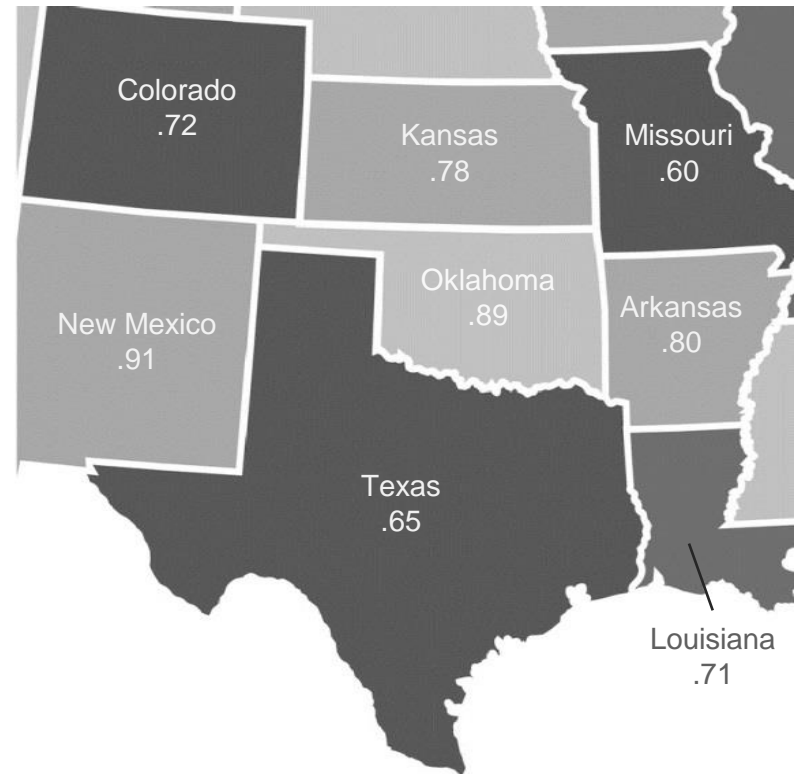 Colorado
.72
Kansas
.78
Missouri
.60
Oklahoma
.89
Arkansas
.80
New Mexico
.91
Texas
.65
Louisiana
.71